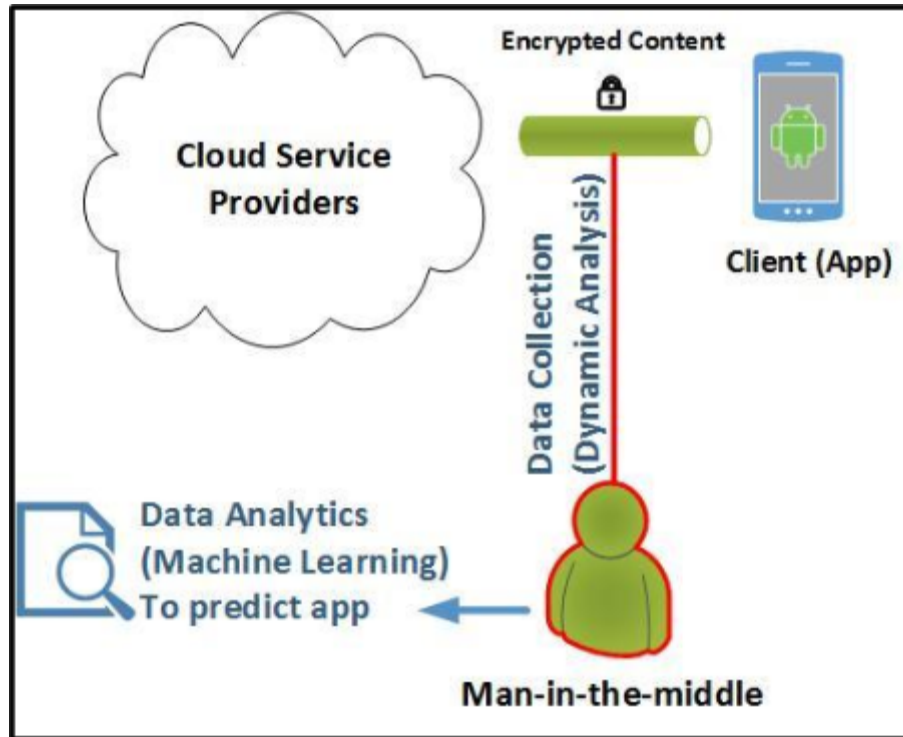 Encrypted Content
Cloud Service
Providers
Client (App)
Data Collection
(Dynamic Analysis)
Data Analytics
(Machine Learning)
To predict app
Man-in-the-middle